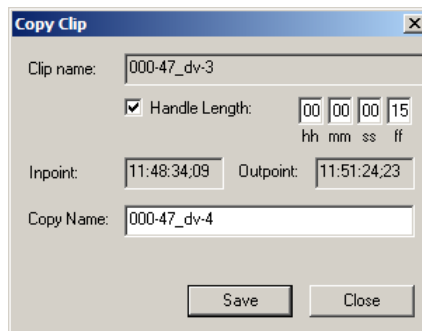 Copy Clip
Clip name: 000-47_dv-3
Handle Length: 00 00 00 15
hh mm ss ff
Inpoint: 11:48:34;09 Outpoint: 11:51:24;23
Copy Name: 000-47_dv-4
Save Close